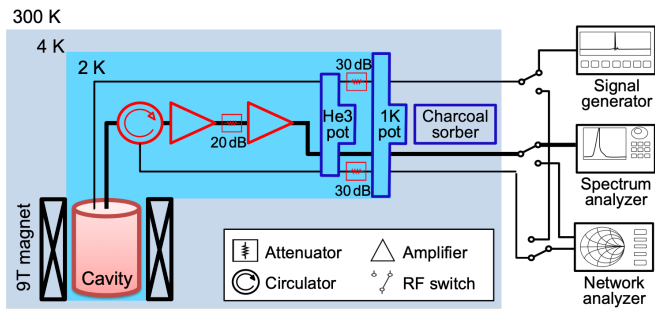 300 K
4 K
2 K
30 dB
20 dB
He3
pot
1K
pot
Charcoal
sorber
30 dB
Signal
generator
Spectrum
analyzer
Network
analyzer
9T magnet
Cavity
Attenuator
Amplifier
Circulator
RF switch